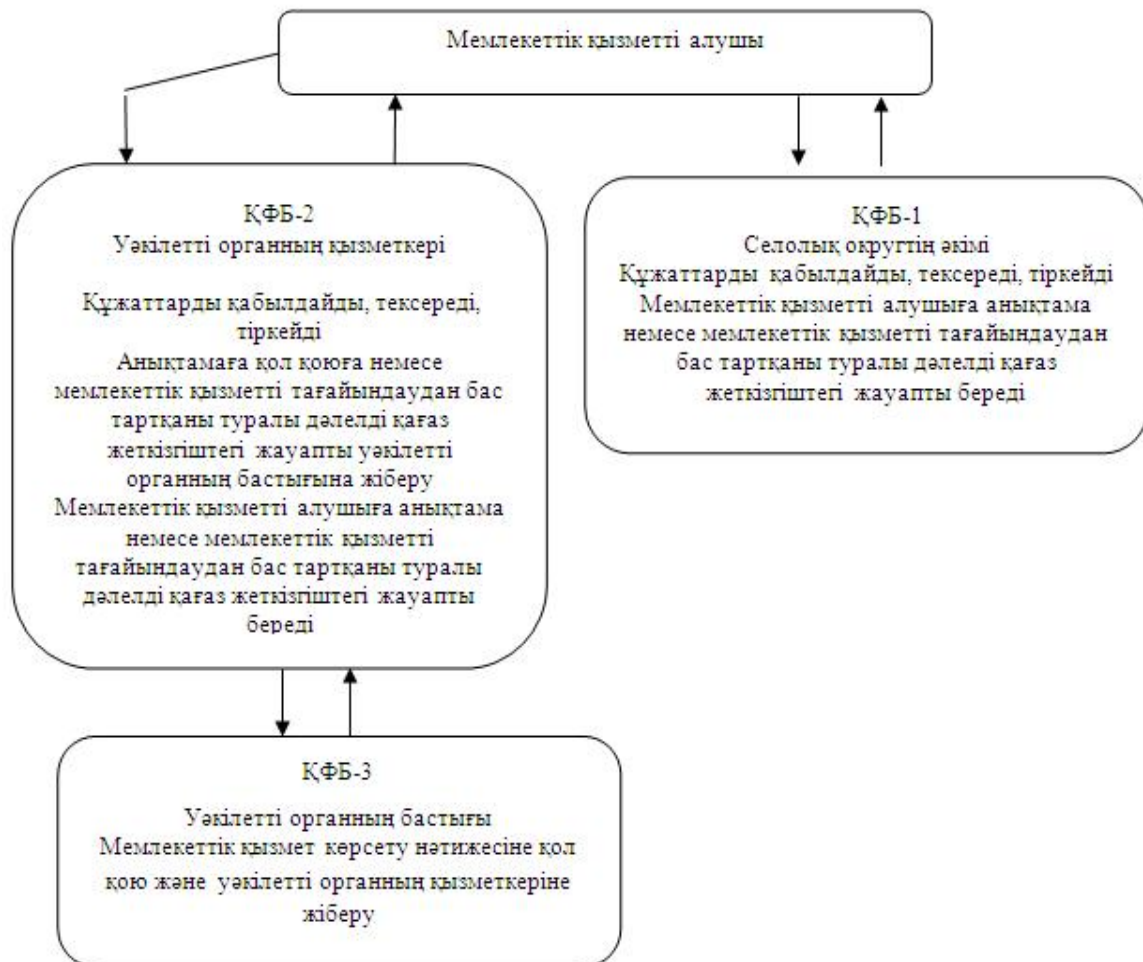 Мемлекеттік қызметті алушы
ҚФБ-2
Уәкілетті органның қызметкері
Құжаттарды қабылдайды, тексереді,
тіркейді
Анықтамаға қол қоюға немесе
мемлекеттік қызметті тағайындаудан бас
тартқаны туралы дәлелді қағаз
жеткізгіштегі жауапты уәкілетті
органның бастығына жіберу
Мемлекеттік қызметті алушыға анықтама
немесе мемлекеттік қызметті
тағайындаудан бас тартқаны туралы
дәлелді қағаз жеткізгіштегі жауапты
береді
ҚФБ-1
Селолық округтің әкімі
Құжаттарды қабылдайды, тексереді, тіркейді
Мемлекеттік қызметті алушыға анықтама
немесе мемлекеттік қызметті тағайындаудан
бас тартқаны туралы дәлелді қағаз
жеткізгіштегі жауапты береді
ҚФБ-3
Уәкілетті органның бастығы
Мемлекеттік қызмет көрсету нәтижесіне қол
қою және уәкілетті органның қызметкеріне
жіберу